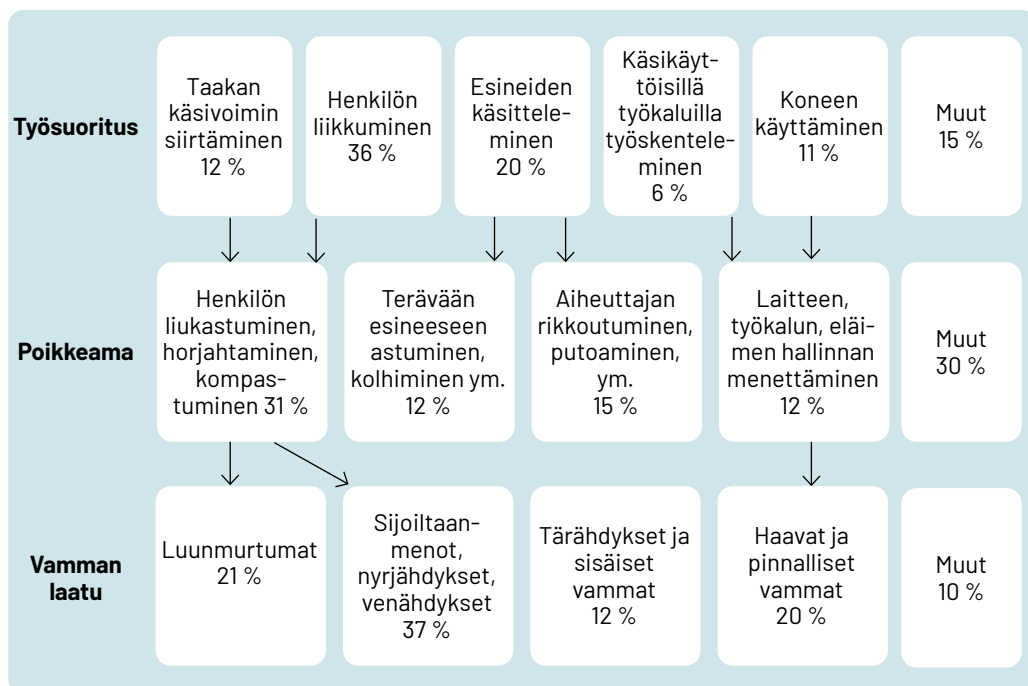 Työsuoritus
Taakan
käsivoimin
siirtäminen
12 %
Henkilön
liikkuminen
36 %
Esineiden
käsittele-
minen
20 %
Käsikäyt-
töisillä
työkaluilla
työskentele-
minen
6 %
Koneen
käyttäminen
11 %
Muut
15 %
Poikkeama
Henkilön
liukastuminen,
horjahtaminen,
kompas-
tuminen 31 %
Terävään
esineeseen
astuminen,
kolhiminen ym.
12 %
Aiheuttajan
rikkoutuminen,
putoaminen,
ym.
15 %
Laitteen,
työkalun, eläi-
men hallinnan
menettäminen
12 %
Muut
30 %
Vamman
laatu
Luunmurtumat
21 %
Sijoiltaan-
menot,
nyrjähdykset,
venähdykset
37 %
Tärähdykset ja
sisäiset
vammat
12 %
Haavat ja
pinnalliset
vammat
20 %
Muut
10 %